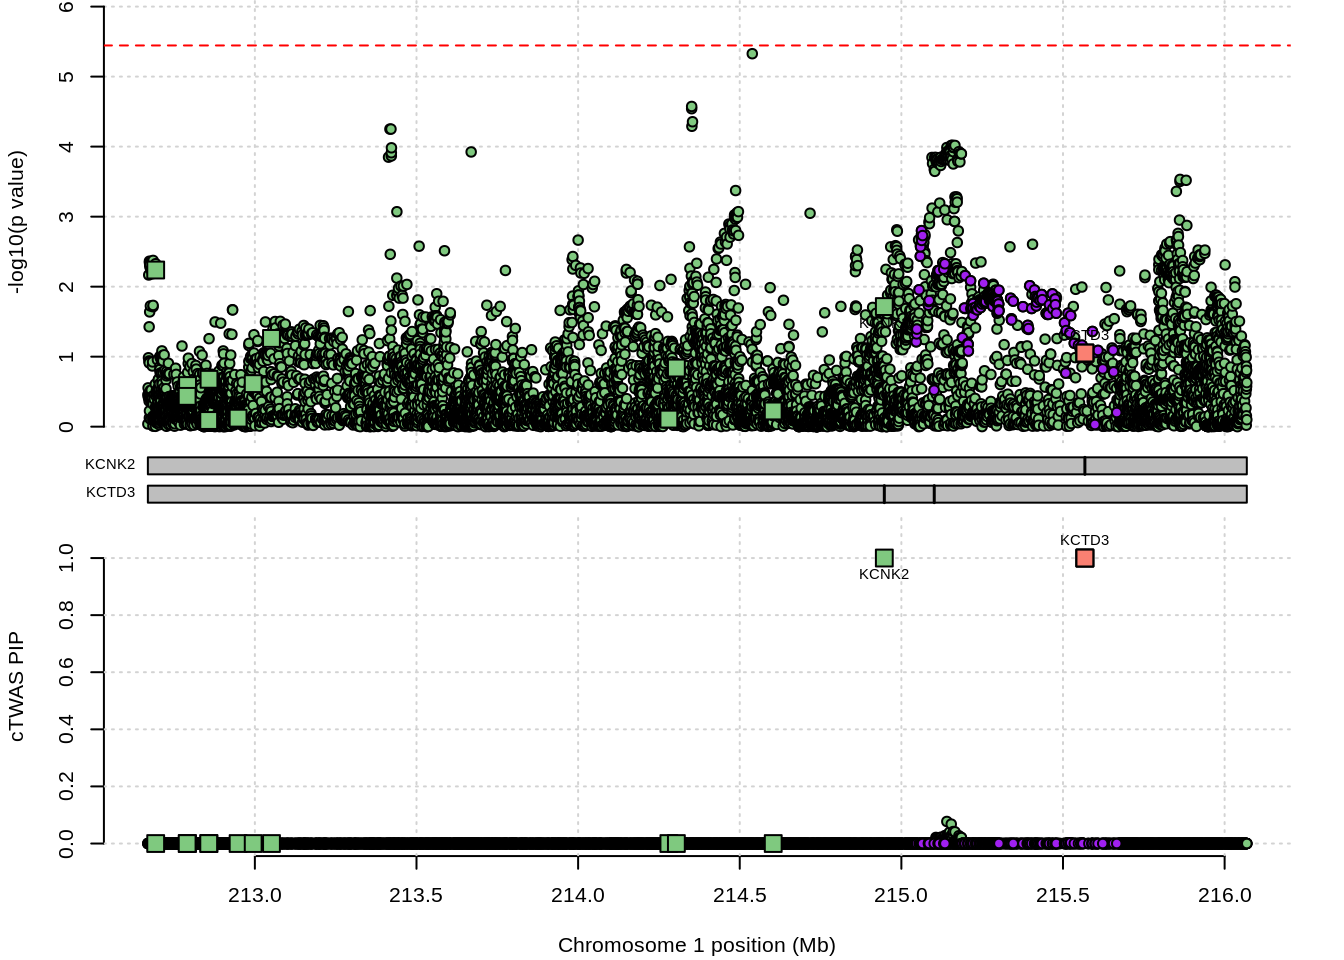 6
5
4
3
2
1
0
-log10(p value)
KCNK2
KCTD3
KCNK2
KCTD3
1.0
0.8
0.6
0.4
0.2
0.0
cTWAS PIP
KCTD3
KCNK2
213.0 213.5 214.0 214.5 215.0 215.5 216.0
Chromosome 1 position (Mb)